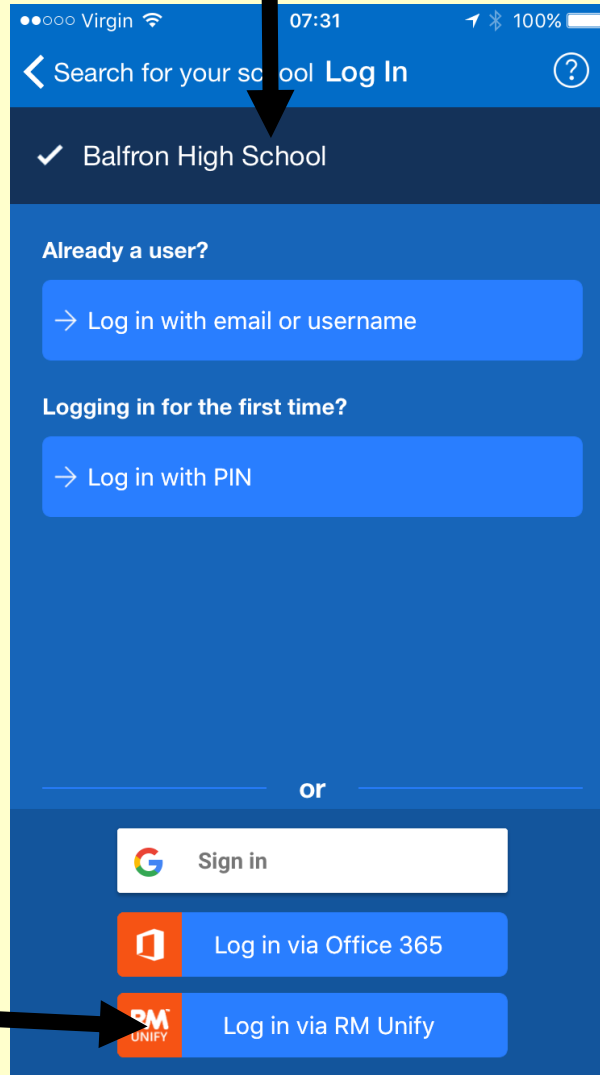 Virgin 07:31 100%
Search for your school Log In ?
Balfron High School
Already a user?
Log in with email or username
Logging in for the first time?
Log in with PIN
or
G Sign in
Log in via Office 365
RM UNIFY Log in via RM Unify